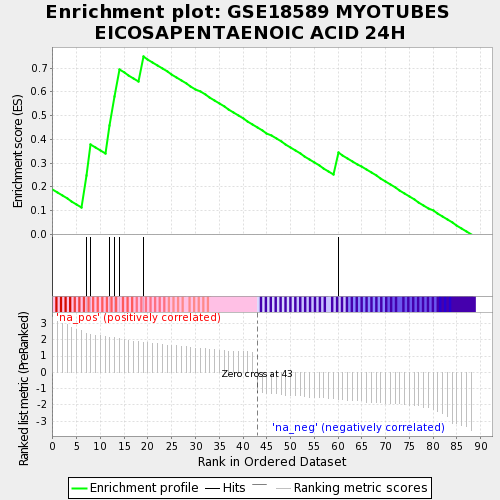 Enrichment plot: GSE18589 MYOTUBES
EICOSAPENTAENOIC ACID 24H
Enrichment score (ES)
0.7
0.6
0.5
0.4
0.3
0.2
0.1
0.0
'na_pos' (positively correlated)
Ranked list metric (PreRanked)
3
2
1
0
-1
-2
-3
Zero cross at 43
'na_neg' (negatively correlated)
0 5 10 15 20 25 30 35 40 45 50 55 60 65 70 75 80 85 90
Rank in Ordered Dataset
Enrichment profile Hits Ranking metric scores